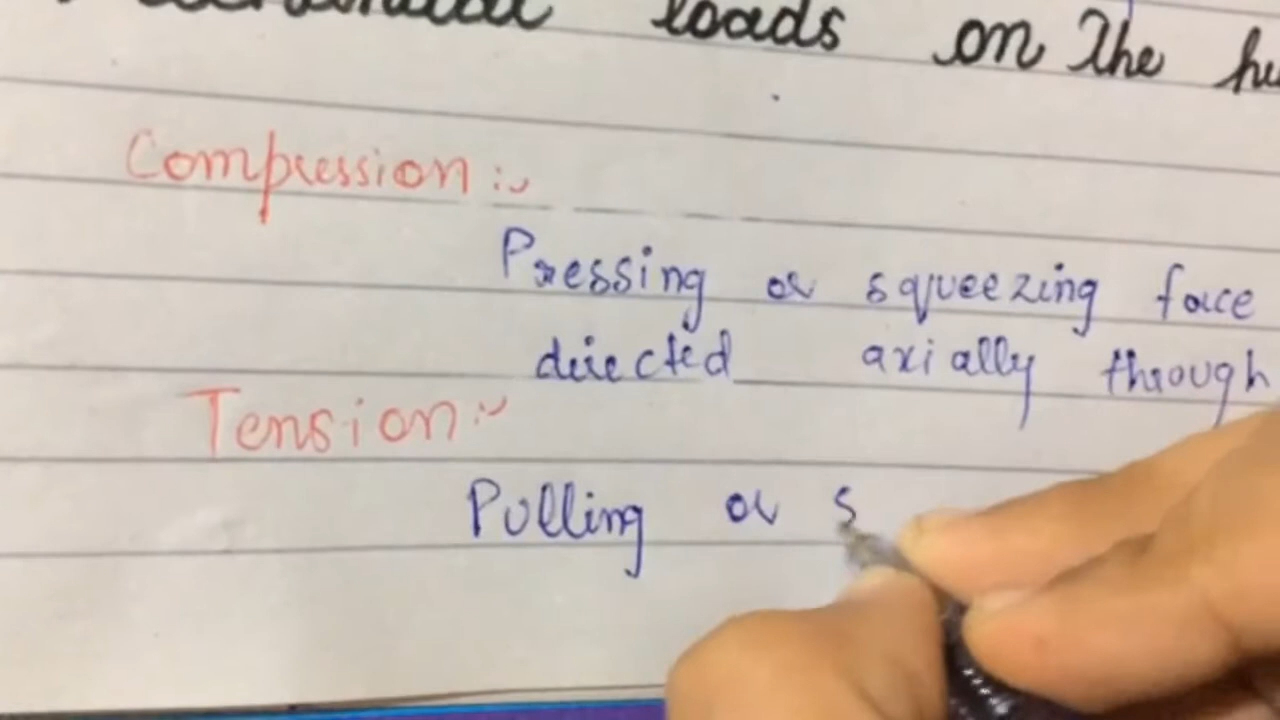 loads on The
Compression :-
Pressing or squeezing force
directed axially through
Tension :-
Pulling or s